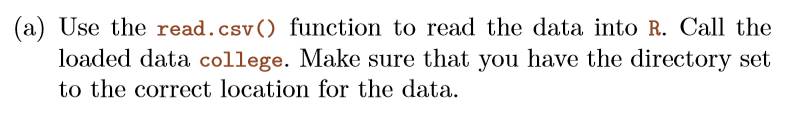 (a) Use the read.csv() function to read the data into R. Call the
loaded data college. Make sure that you have the directory set
to the correct location for the data.